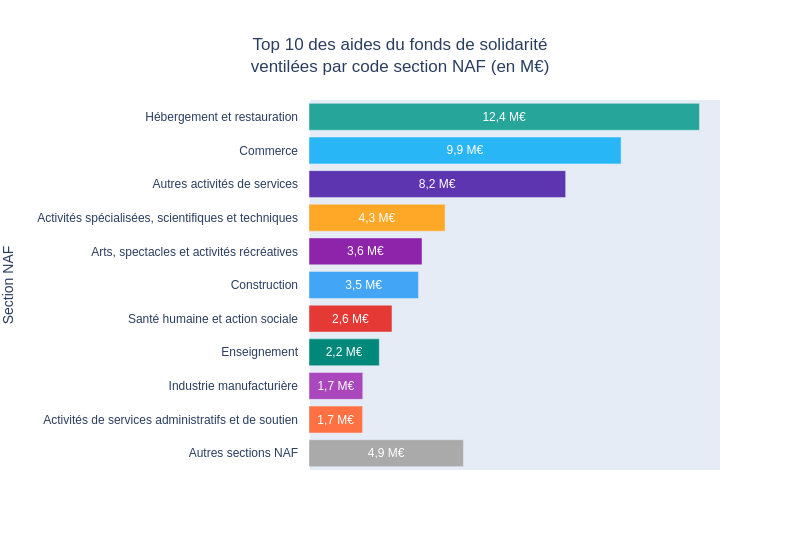 Top 10 des aides du fonds de solidarité
ventilées par code section NAF (en M€)
Section NAF
Hébergement et restauration 12,4 M€
Commerce 9,9 M€
Autres activités de services 8,2 M€
Activités spécialisées, scientifiques et techniques 4,3 M€
Arts, spectacles et activités récréatives 3,6 M€
Construction 3,5 M€
Santé humaine et action sociale 2,6 M€
Enseignement 2,2 M€
Industrie manufacturière 1,7 M€
Activités de services administratifs et de soutien 1,7 M€
Autres sections NAF 4,9 M€